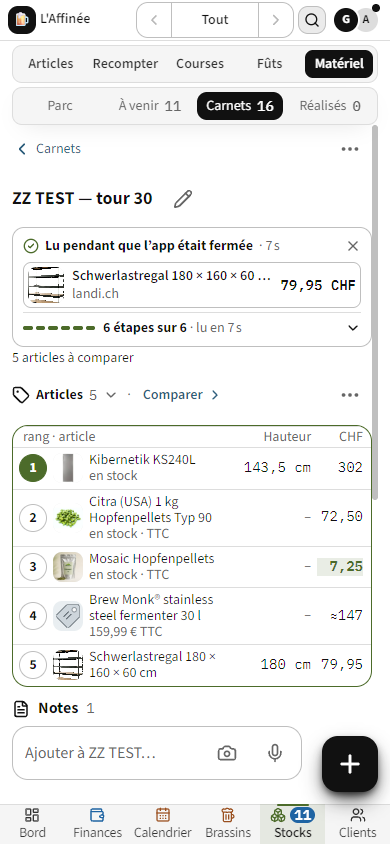 L'Affinée
Tout
G
A
Articles Recompter Courses Fûts Matériel
Parc À venir 11 Carnets 16 Réalisés 0
Carnets
ZZ TEST — tour 30
Lu pendant que l'app était fermée · 7 s
Schwerlastregal 180 × 160 × 60 … 79,95 CHF
landi.ch
6 étapes sur 6 · lu en 7 s
5 articles à comparer
Articles 5 · Comparer
rang · article Hauteur CHF
1 Kibernetik KS240L 143,5 cm 302
en stock
2 Citra (USA) 1 kg
Hopfenpellets Typ 90 – 72,50
en stock · TTC
3 Mosaic Hopfenpellets – 7,25
en stock · TTC
4 Brew Monk® stainless
steel fermenter 30 l – ≈147
159,99 € TTC
5 Schwerlastregal 180 × 180 cm 79,95
160 × 60 cm
Notes 1
Ajouter à ZZ TEST…
11
Bord Finances Calendrier Brassins Stocks Clients